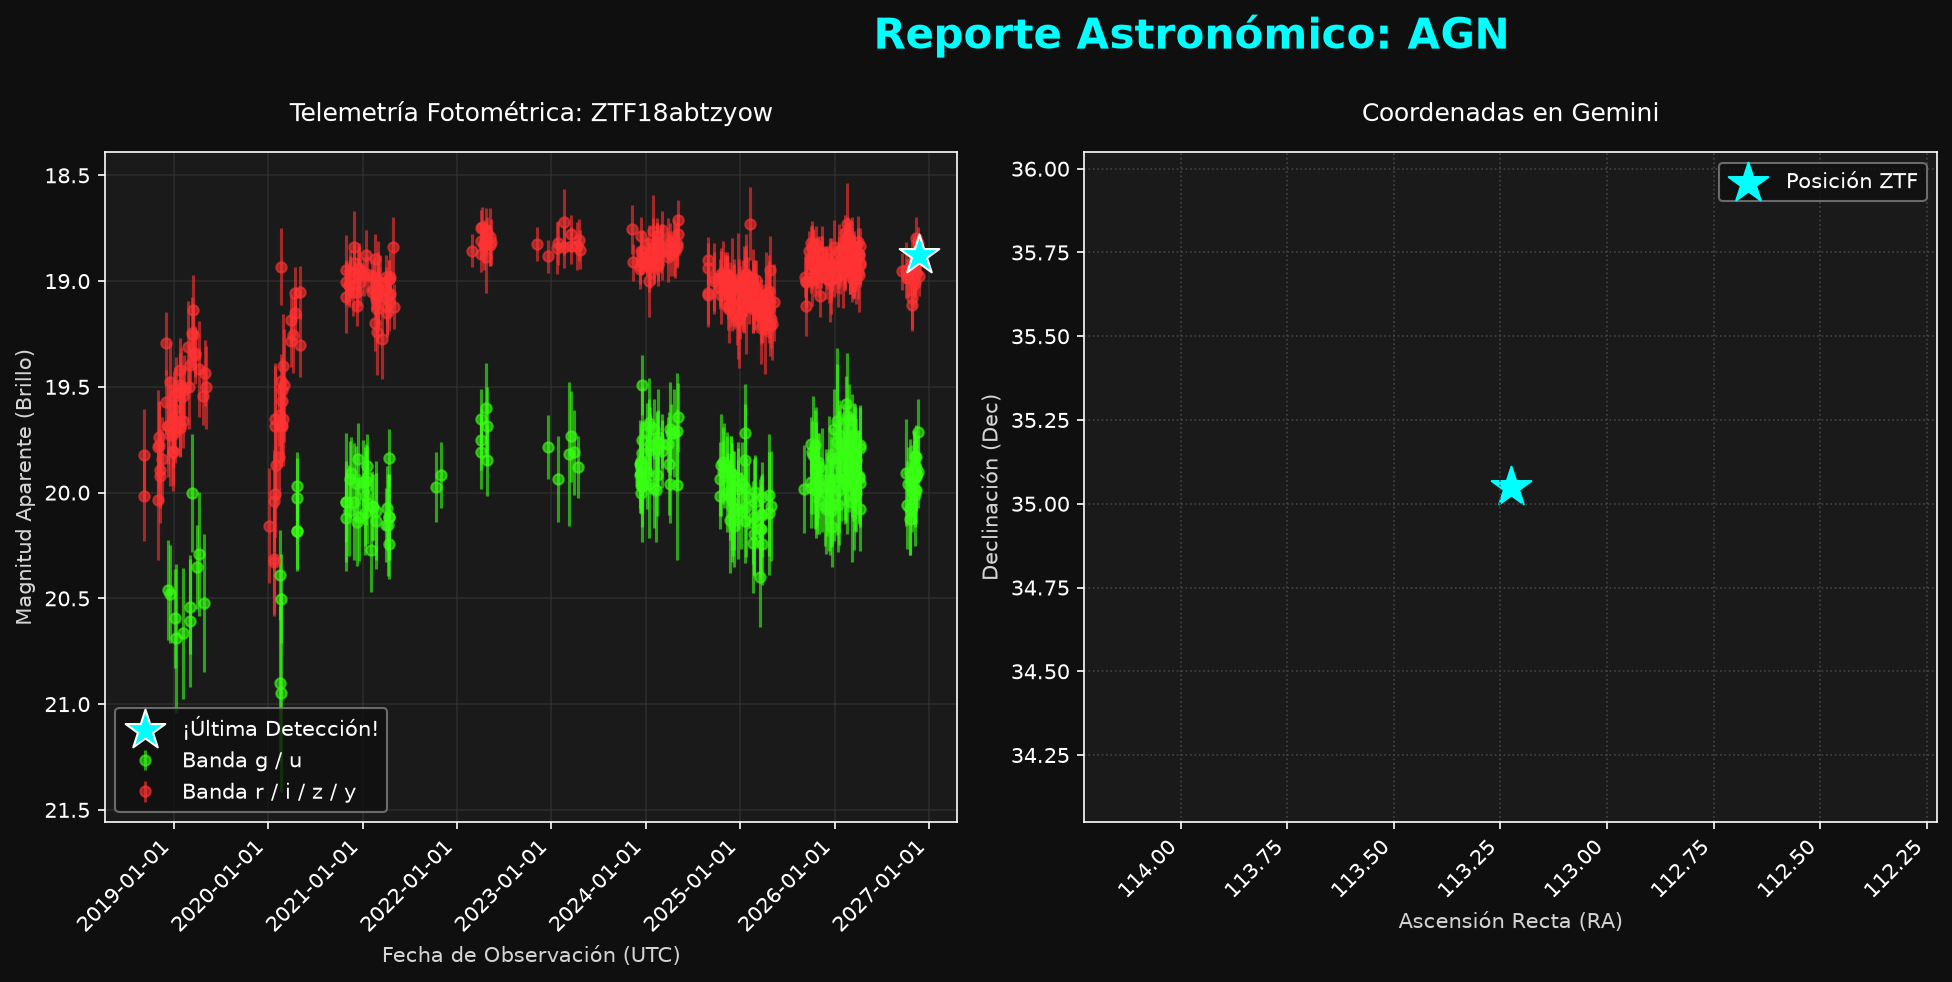 Reporte Astronómico: AGN
Telemetría Fotométrica: ZTF18abtzyow
Magnitud Aparente (Brillo)
18.5
19.0
19.5
20.0
20.5
21.0
21.5
¡Última Detección!
Banda g / u
Banda r / i / z / y
2019-01-01
2020-01-01
2021-01-01
2022-01-01
2023-01-01
2024-01-01
2025-01-01
2026-01-01
2027-01-01
Fecha de Observación (UTC)
Coordenadas en Gemini
Declinación (Dec)
36.00
35.75
35.50
35.25
35.00
34.75
34.50
34.25
Posición ZTF
114.00
113.75
113.50
113.25
113.00
112.75
112.50
112.25
Ascensión Recta (RA)